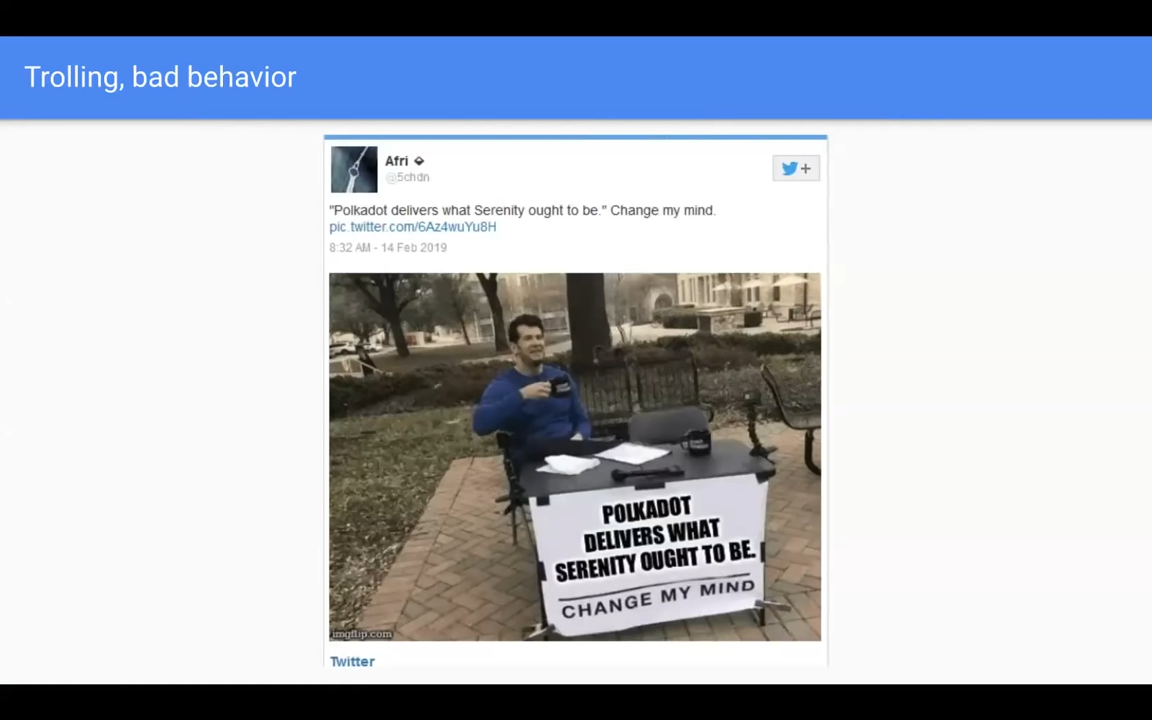 Trolling, bad behavior
Afri
@5chdn
"Polkadot delivers what Serenity ought to be." Change my mind.
pic.twitter.com/6Az4wuYu8H
8:32 AM - 14 Feb 2019
POLKADOT
DELIVERS WHAT
SERENITY OUGHT TO BE.
CHANGE MY MIND
imgflip.com
Twitter